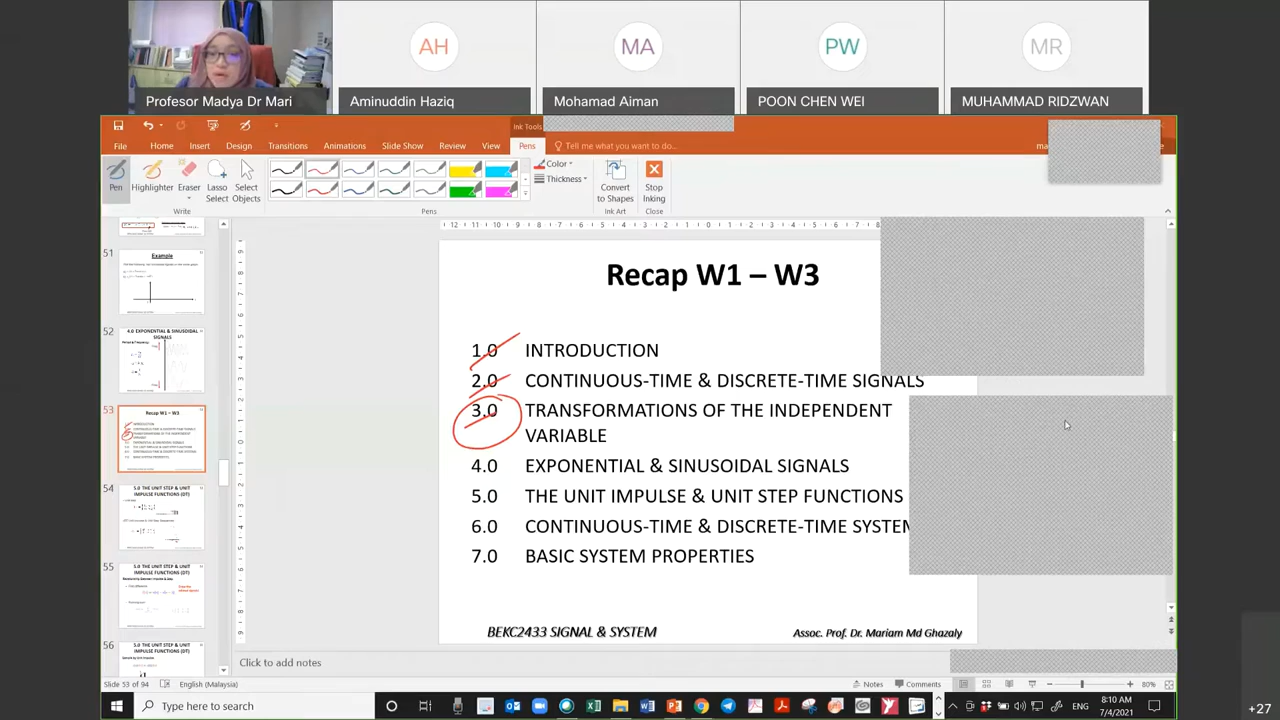 AH
MA
PW
MR
Profesor Madya Dr Mari
Aminuddin Haziq
Mohamad Aiman
POON CHEN WEI
MUHAMMAD RIDZWAN
Ink Tools
File
Home
Insert
Design
Transitions
Animations
Slide Show
Review
View
Pens
Tell me what you want to do...
Pen
Highlighter
Eraser
Lasso Select
Select Objects
Color
Thickness
Convert to Shapes
Stop Inking
Write
Pens
Ink Art
Close
51
Example
52
4.0 EXPONENTIAL & SINUSOIDAL SIGNALS
53
Recap W1 – W3
54
5.0 THE UNIT STEP & UNIT IMPULSE FUNCTIONS (DT)
55
5.0 THE UNIT STEP & UNIT IMPULSE FUNCTIONS (DT)
56
5.0 THE UNIT STEP & UNIT IMPULSE FUNCTIONS (DT)
Recap W1 – W3
1.0 INTRODUCTION
2.0 CONTINUOUS-TIME & DISCRETE-TIME SIGNALS
3.0 TRANSFORMATIONS OF THE INDEPENDENT
VARIABLE
4.0 EXPONENTIAL & SINUSOIDAL SIGNALS
5.0 THE UNIT IMPULSE & UNIT STEP FUNCTIONS
6.0 CONTINUOUS-TIME & DISCRETE-TIME SYSTEM
7.0 BASIC SYSTEM PROPERTIES
BEKC2433 SIGNAL & SYSTEM
Assoc. Prof. Dr. Mariam Md Ghazaly
Click to add notes
Slide 53 of 94
English (Malaysia)
Notes
Comments
80%
Type here to search
ENG
8:10 AM
7/4/2021
+27